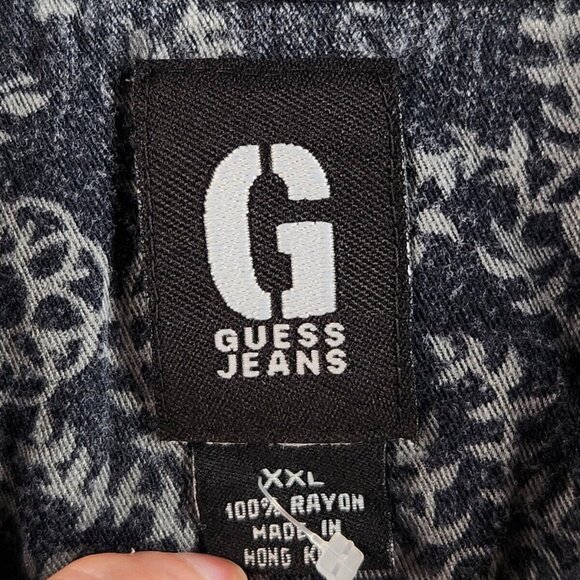 G
GUESS
JEANS
XXL
100% RAYON
MADE IN
HONG K